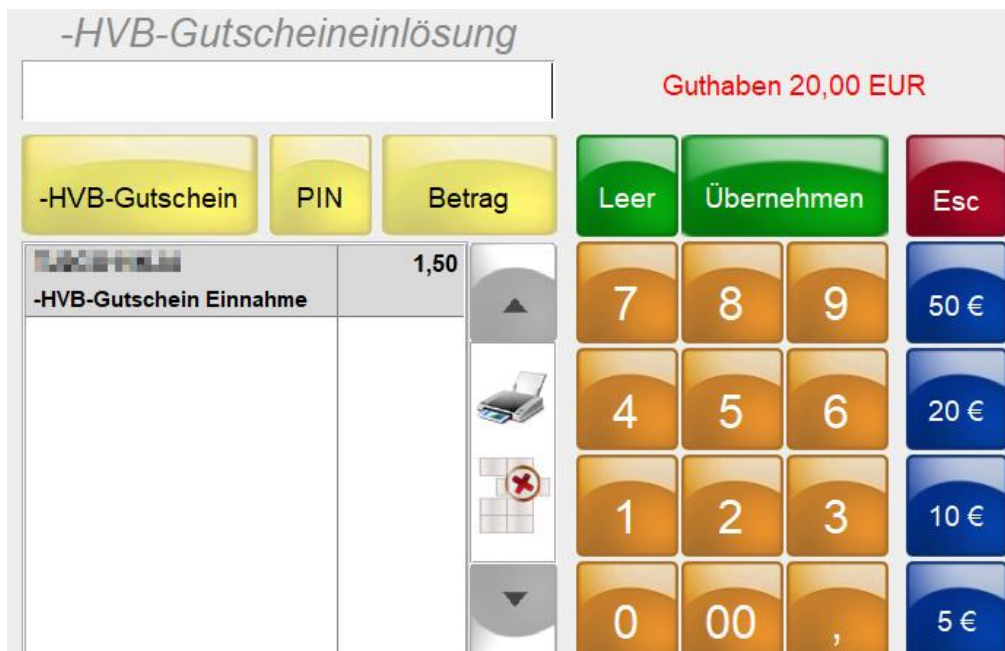 -HVB-Gutscheineinlösung
Guthaben 20,00 EUR
-HVB-Gutschein PIN Betrag Leer Übernehmen Esc
1,50
-HVB-Gutschein Einnahme
7 8 9 50 €
4 5 6 20 €
1 2 3 10 €
0 00 , 5 €